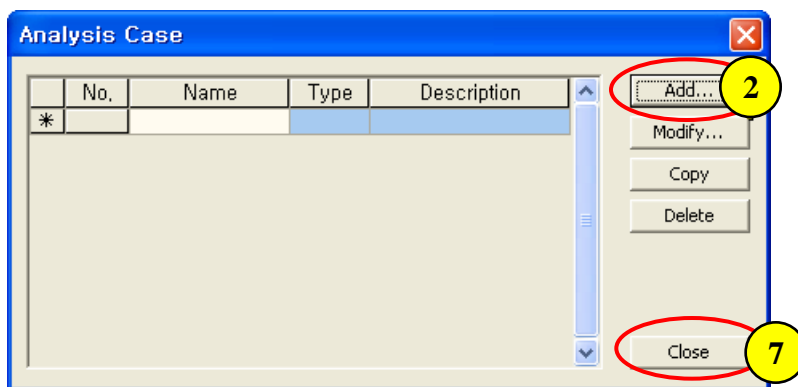 Analysis Case
No. Name Type Description
*
Add... 2
Modify...
Copy
Delete
Close 7